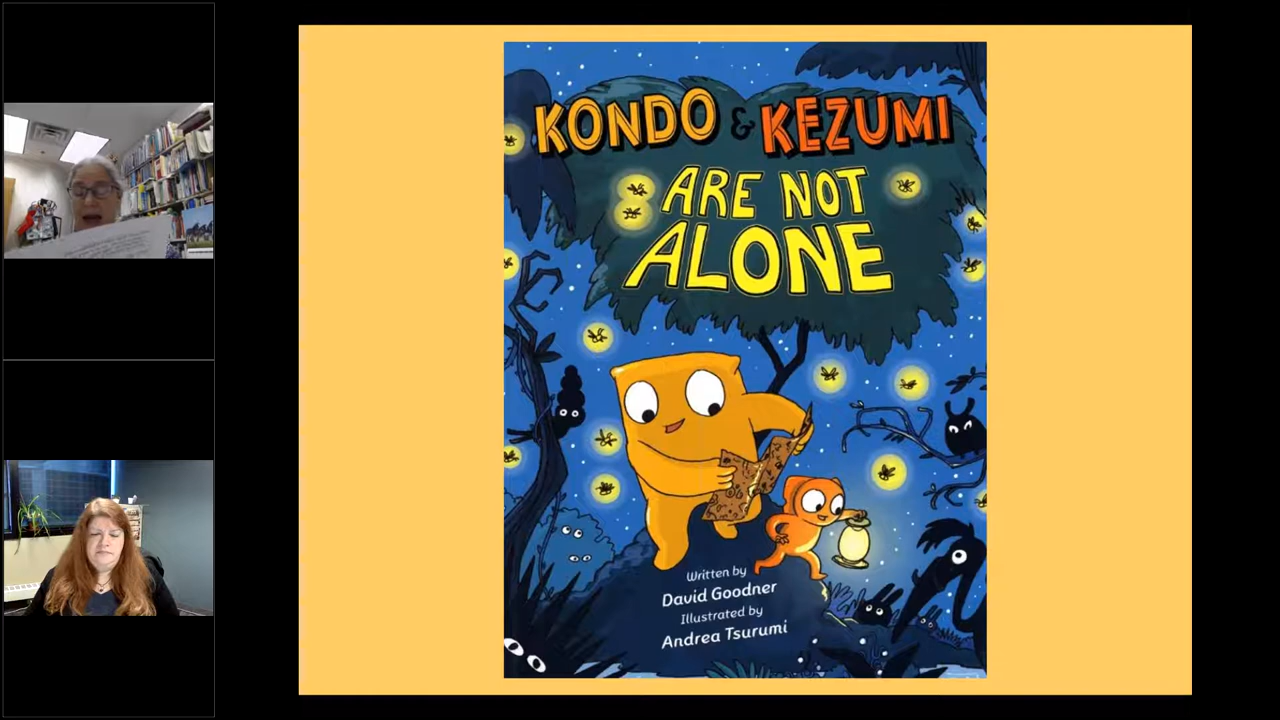 KONDO & KEZUMI
ARE NOT
ALONE
Written by
David Goodner
Illustrated by
Andrea Tsurumi